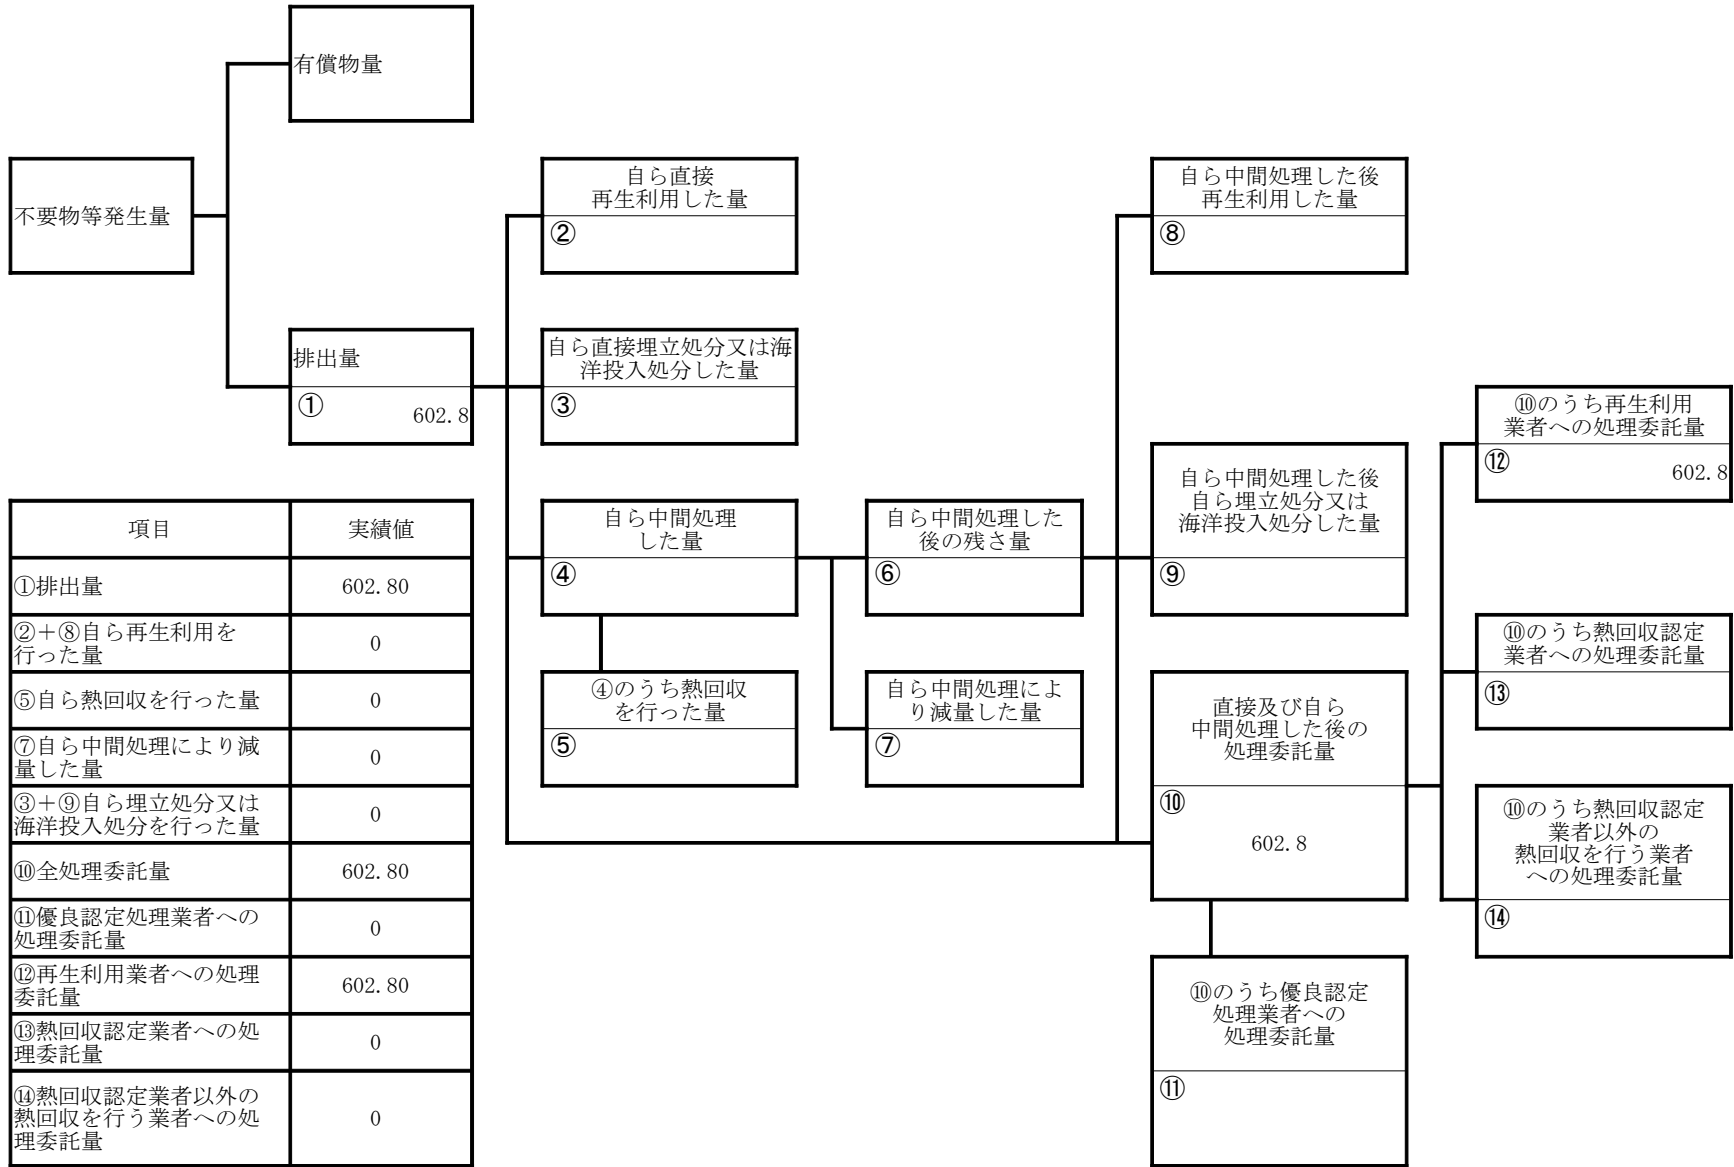 有償物量
不要物等発生量
自ら直接
再生利用した量
②
自ら中間処理した後
再生利用した量
⑧
排出量
①
602.8
自ら直接埋立処分又は海
洋投入処分した量
③
⑩のうち再生利用
業者への処理委託量
⑫
602.8
自ら中間処理
した量
④
自ら中間処理した
後の残さ量
⑥
自ら中間処理した後
自ら埋立処分又は
海洋投入処分した量
⑨
⑩のうち熱回収認定
業者への処理委託量
⑬
④のうち熱回収
を行った量
⑤
自ら中間処理によ
り減量した量
⑦
直接及び自ら
中間処理した後の
処理委託量
⑩
602.8
⑩のうち熱回収認定
業者以外の
熱回収を行う業者
への処理委託量
⑭
⑩のうち優良認定
処理業者への
処理委託量
⑪
項目 実績値
①排出量 602.80
②＋⑧自ら再生利用を
行った量 0
⑤自ら熱回収を行った量 0
⑦自ら中間処理により減
量した量 0
③＋⑨自ら埋立処分又は
海洋投入処分を行った量 0
⑩全処理委託量 602.80
⑪優良認定処理業者への
処理委託量 0
⑫再生利用業者への処理
委託量 602.80
⑬熱回収認定業者への処
理委託量 0
⑭熱回収認定業者以外の
熱回収を行う業者への処
理委託量 0